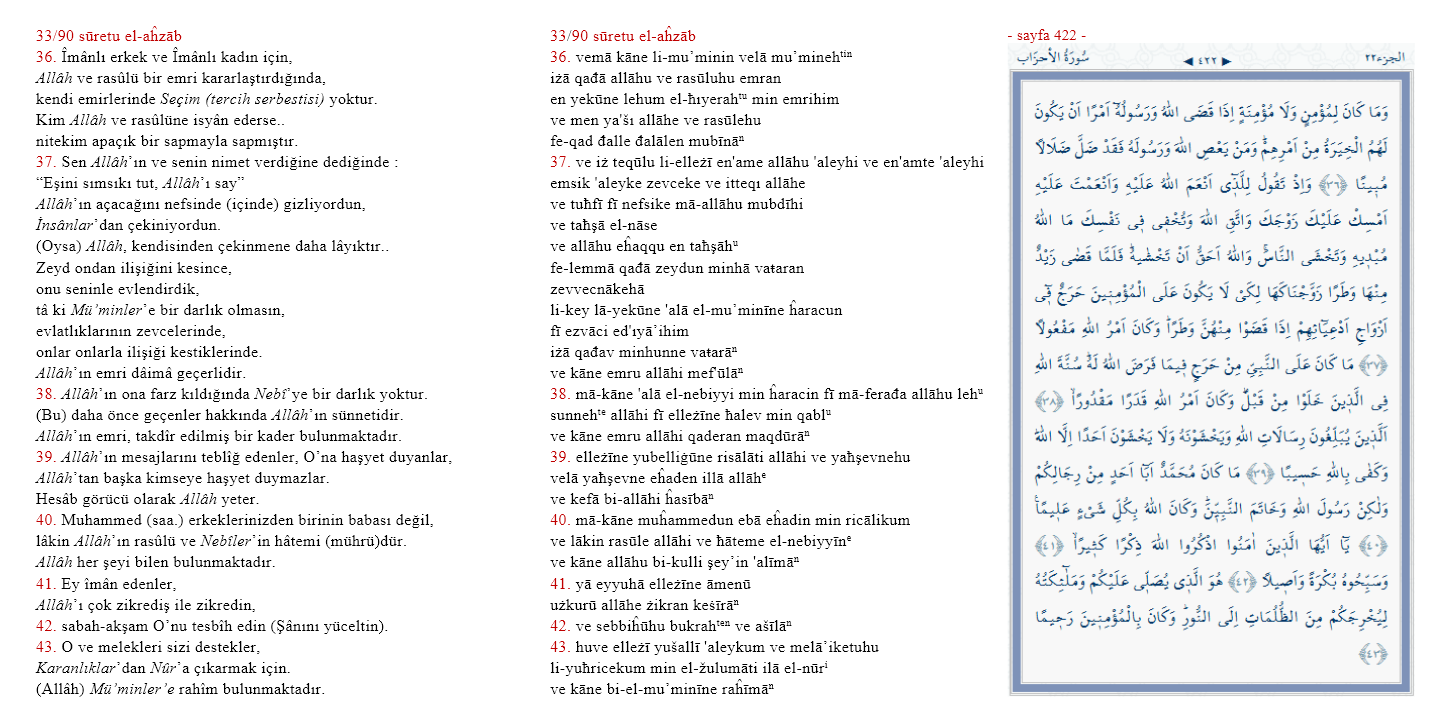 33/90 sūretu el-aĥzāb
36. Îmânlı erkek ve Îmânlı kadın için,
Allâh ve rasûlü bir emri kararlaştırdığında,
kendi emirlerinde Seçim (tercih serbestisi) yoktur.
Kim Allâh ve rasûlüne isyân ederse..
nitekim apaçık bir sapmayla sapmıştır.
37. Sen Allâh’ın ve senin nimet verdiğine dediğinde :
“Eşini sımsıkı tut, Allâh’ı say”
Allâh’ın açacağını nefsinde (içinde) gizliyordun,
İnsânlar’dan çekiniyordun.
(Oysa) Allâh, kendisinden çekinmene daha lâyıktır..
Zeyd ondan ilişiğini kesince,
onu seninle evlendirdik,
tâ ki Mü’minler’e bir darlık olmasın,
evlatlıklarının zevcelerinde,
onlar onlarla ilişiği kestiklerinde.
Allâh’ın emri dâimâ geçerlidir.
38. Allâh’ın ona farz kıldığında Nebî’ye bir darlık yoktur.
(Bu) daha önce geçenler hakkında Allâh’ın sünnetidir.
Allâh’ın emri, takdîr edilmiş bir kader bulunmaktadır.
39. Allâh’ın mesajlarını teblîğ edenler, O’na haşyet duyanlar,
Allâh’tan başka kimseye haşyet duymazlar.
Hesâb görücü olarak Allâh yeter.
40. Muhammed (saa.) erkeklerinizden birinin babası değil,
lâkin Allâh’ın rasûlü ve Nebîler’in hâtemi (mührü)dür.
Allâh her şeyi bilen bulunmaktadır.
41. Ey îmân edenler,
Allâh’ı çok zikrediş ile zikredin,
42. sabah-akşam O’nu tesbîh edin (Şânını yüceltin).
43. O ve melekleri sizi destekler,
Karanlıklar’dan Nûr’a çıkarmak için.
(Allâh) Mü’minler’e rahîm bulunmaktadır.
33/90 sūretu el-aĥzāb
36. vemā kāne li-mu’minin velā mu’minehᵗⁱⁿ
iżā qađā allāhu ve rasūluhu emran
en yekūne lehum el-ħıyerahᵗᵘ min emrihim
ve men ya'šı allāhe ve rasūlehu
fe-qad đalle đalālen mubīnāⁿ
37. ve iż teqūlu li-elleżī en'ame allāhu 'aleyhi ve en'amte 'aleyhi
emsik 'aleyke zevceke ve itteqı allāhe
ve tuħfī fī nefsike mā-allāhu mubdīhi
ve taħşā el-nāse
ve allāhu eĥaqqu en taħşāhᵘ
fe-lemmā qađā zeydun minhā vaŧaran
zevvecnākehā
li-key lā-yekūne 'alā el-mu’minīne ĥaracun
fī ezvāci ed'ıyā’ihim
iżā qađav minhunne vaŧarāⁿ
ve kāne emru allāhi mef'ūlāⁿ
38. mā-kāne 'alā el-nebiyyi min ĥaracin fī mā-ferađa allāhu lehᵘ
sunnehᵗᵉ allāhi fī elleżīne ħalev min qablᵘ
ve kāne emru allāhi qaderan maqdūrāⁿ
39. elleżīne yubelliġūne risālāti allāhi ve yaħşevnehu
velā yaħşevne eĥaden illā allāhᵉ
ve kefā bi-allāhi ĥasībāⁿ
40. mā-kāne muĥammedun ebā eĥadin min ricālikum
ve lākin rasūle allāhi ve ħāteme el-nebiyyīnᵉ
ve kāne allāhu bi-kulli şey’in 'alīmāⁿ
41. yā eyyuhā elleżīne āmenū
użkurū allāhe żikran kešīrāⁿ
42. ve sebbiĥūhu bukrahᵗᵉⁿ ve ašīlāⁿ
43. huve elleżī yušallī 'aleykum ve melā’iketuhu
li-yuħricekum min el-žulumāti ilā el-nūrⁱ
ve kāne bi-el-mu’minīne raĥīmāⁿ
- sayfa 422 -
الجزء٢٢ ◀ ٤٢٢ ▶ سُورَةُ الأحزَاب
وَمَا كَانَ لِمُؤْمِنٍ وَلَا مُؤْمِنَةٍ اِذَا قَضَى اللّٰهُ وَرَسُولُهُٓ اَمْرًا اَنْ يَكُونَ
لَهُمُ الْخِيَرَةُ مِنْ اَمْرِهِمْۜ وَمَنْ يَعْصِ اللّٰهَ وَرَسُولَهُ فَقَدْ ضَلَّ ضَلَالًا
مُب۪ينًا ﴿٣٦﴾ وَاِذْ تَقُولُ لِلَّذ۪ٓي اَنْعَمَ اللّٰهُ عَلَيْهِ وَاَنْعَمْتَ عَلَيْهِ
اَمْسِكْ عَلَيْكَ زَوْجَكَ وَاتَّقِ اللّٰهَ وَتُخْف۪ي ف۪ي نَفْسِكَ مَا اللّٰهُ
مُبْد۪يهِ وَتَخْشَى النَّاسَۚ وَاللّٰهُ اَحَقُّ اَنْ تَخْشٰيهُۜ فَلَمَّا قَضٰى زَيْدٌ
مِنْهَا وَطَرًا زَوَّجْنَاكَهَا لِكَيْ لَا يَكُونَ عَلَى الْمُؤْمِن۪ينَ حَرَجٌ ف۪ٓي
اَزْوَاجِ اَدْعِيَٓائِهِمْ اِذَا قَضَوْا مِنْهُنَّ وَطَرًاۜ وَكَانَ اَمْرُ اللّٰهِ مَفْعُولًا
﴿٣٧﴾ مَا كَانَ عَلَى النَّبِيِّ مِنْ حَرَجٍ ف۪يمَا فَرَضَ اللّٰهُ لَهُۜ سُنَّةَ اللّٰهِ
فِي الَّذ۪ينَ خَلَوْا مِنْ قَبْلُۜ وَكَانَ اَمْرُ اللّٰهِ قَدَرًا مَقْدُورًاۙ ﴿٣٨﴾
اَلَّذ۪ينَ يُبَلِّغُونَ رِسَالَاتِ اللّٰهِ وَيَخْشَوْنَهُ وَلَا يَخْشَوْنَ اَحَدًا اِلَّا اللّٰهَۜ
وَكَفٰى بِاللّٰهِ حَس۪يبًا ﴿٣٩﴾ مَا كَانَ مُحَمَّدٌ اَبَٓا اَحَدٍ مِنْ رِجَالِكُمْ
وَلٰكِنْ رَسُولَ اللّٰهِ وَخَاتَمَ النَّبِيّ۪نَۜ وَكَانَ اللّٰهُ بِكُلِّ شَيْءٍ عَل۪يمًا۟
﴿٤٠﴾ يَٓا اَيُّهَا الَّذ۪ينَ اٰمَنُوا اذْكُرُوا اللّٰهَ ذِكْرًا كَث۪يرًاۙ ﴿٤١﴾
وَسَبِّحُوهُ بُكْرَةً وَاَص۪يلًا ﴿٤٢﴾ هُوَ الَّذ۪ي يُصَلّ۪ي عَلَيْكُمْ وَمَلٰٓئِكَتُهُ
لِيُخْرِجَكُمْ مِنَ الظُّلُمَاتِ اِلَى النُّورِۜ وَكَانَ بِالْمُؤْمِن۪ينَ رَح۪يمًا
﴿٤٣﴾